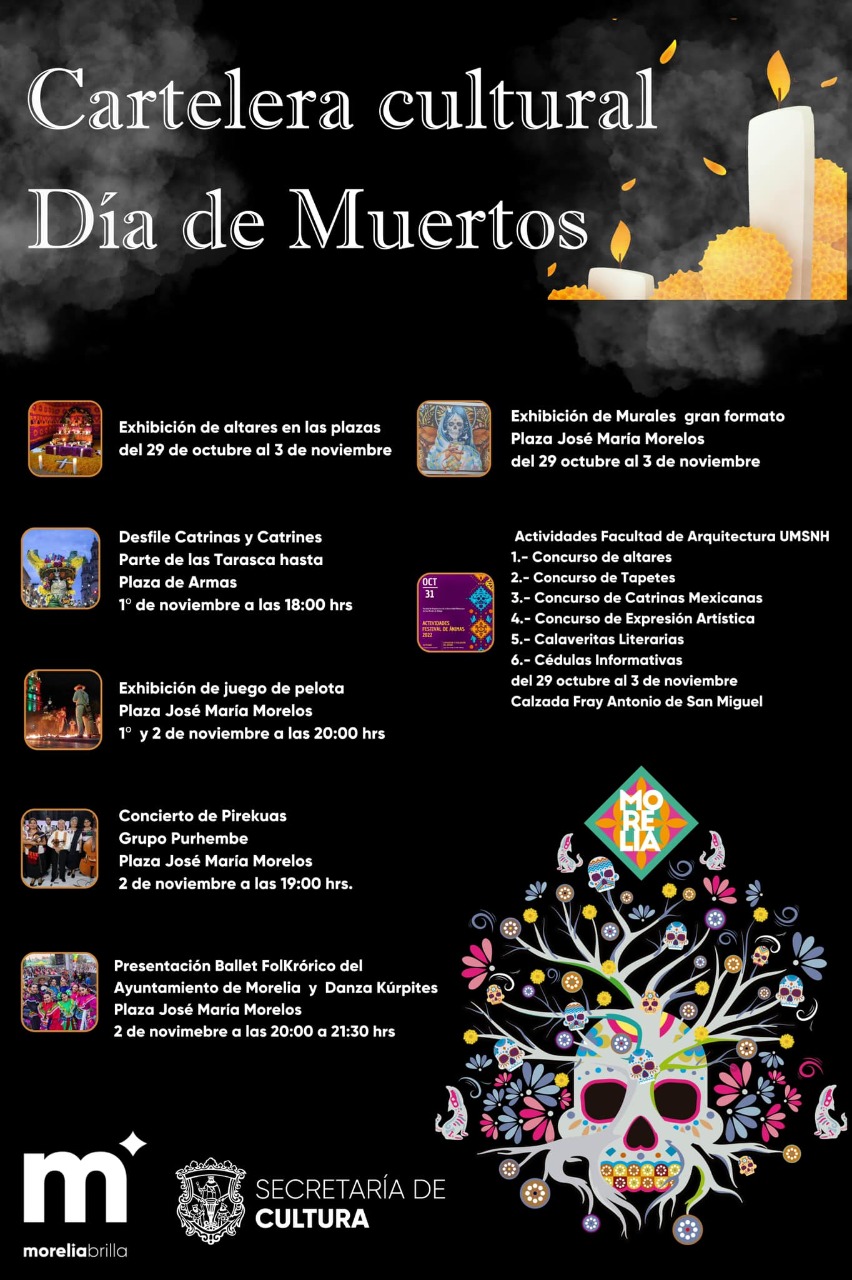 Cartelera cultural
Día de Muertos
Exhibición de altares en las plazas
del 29 de octubre al 3 de noviembre
Desfile Catrinas y Catrines
Parte de las Tarasca hasta
Plaza de Armas
1° de noviembre a las 18:00 hrs
Exhibición de juego de pelota
Plaza José María Morelos
1°  y 2 de noviembre a las 20:00 hrs
Concierto de Pirekuas
Grupo Purhembe
Plaza José María Morelos
2 de noviembre a las 19:00 hrs.
Presentación Ballet FolKrórico del
Ayuntamiento de Morelia  y  Danza Kúrpites
Plaza José María Morelos
2 de novimebre a las 20:00 a 21:30 hrs
Exhibición de Murales  gran formato
Plaza José María Morelos
del 29 octubre al 3 de noviembre
OCT
31
ACTIVIDADES
FESTIVAL DE ÁNIMAS
2022
Actividades Facultad de Arquitectura UMSNH
1.- Concurso de altares
2.- Concurso de Tapetes
3.- Concurso de Catrinas Mexicanas
4.- Concurso de Expresión Artística
5.- Calaveritas Literarias
6.- Cédulas Informativas
del 29 octubre al 3 de noviembre
Calzada Fray Antonio de San Miguel
MO
RE
LIA
m
moreliabrilla
SECRETARÍA DE
CULTURA